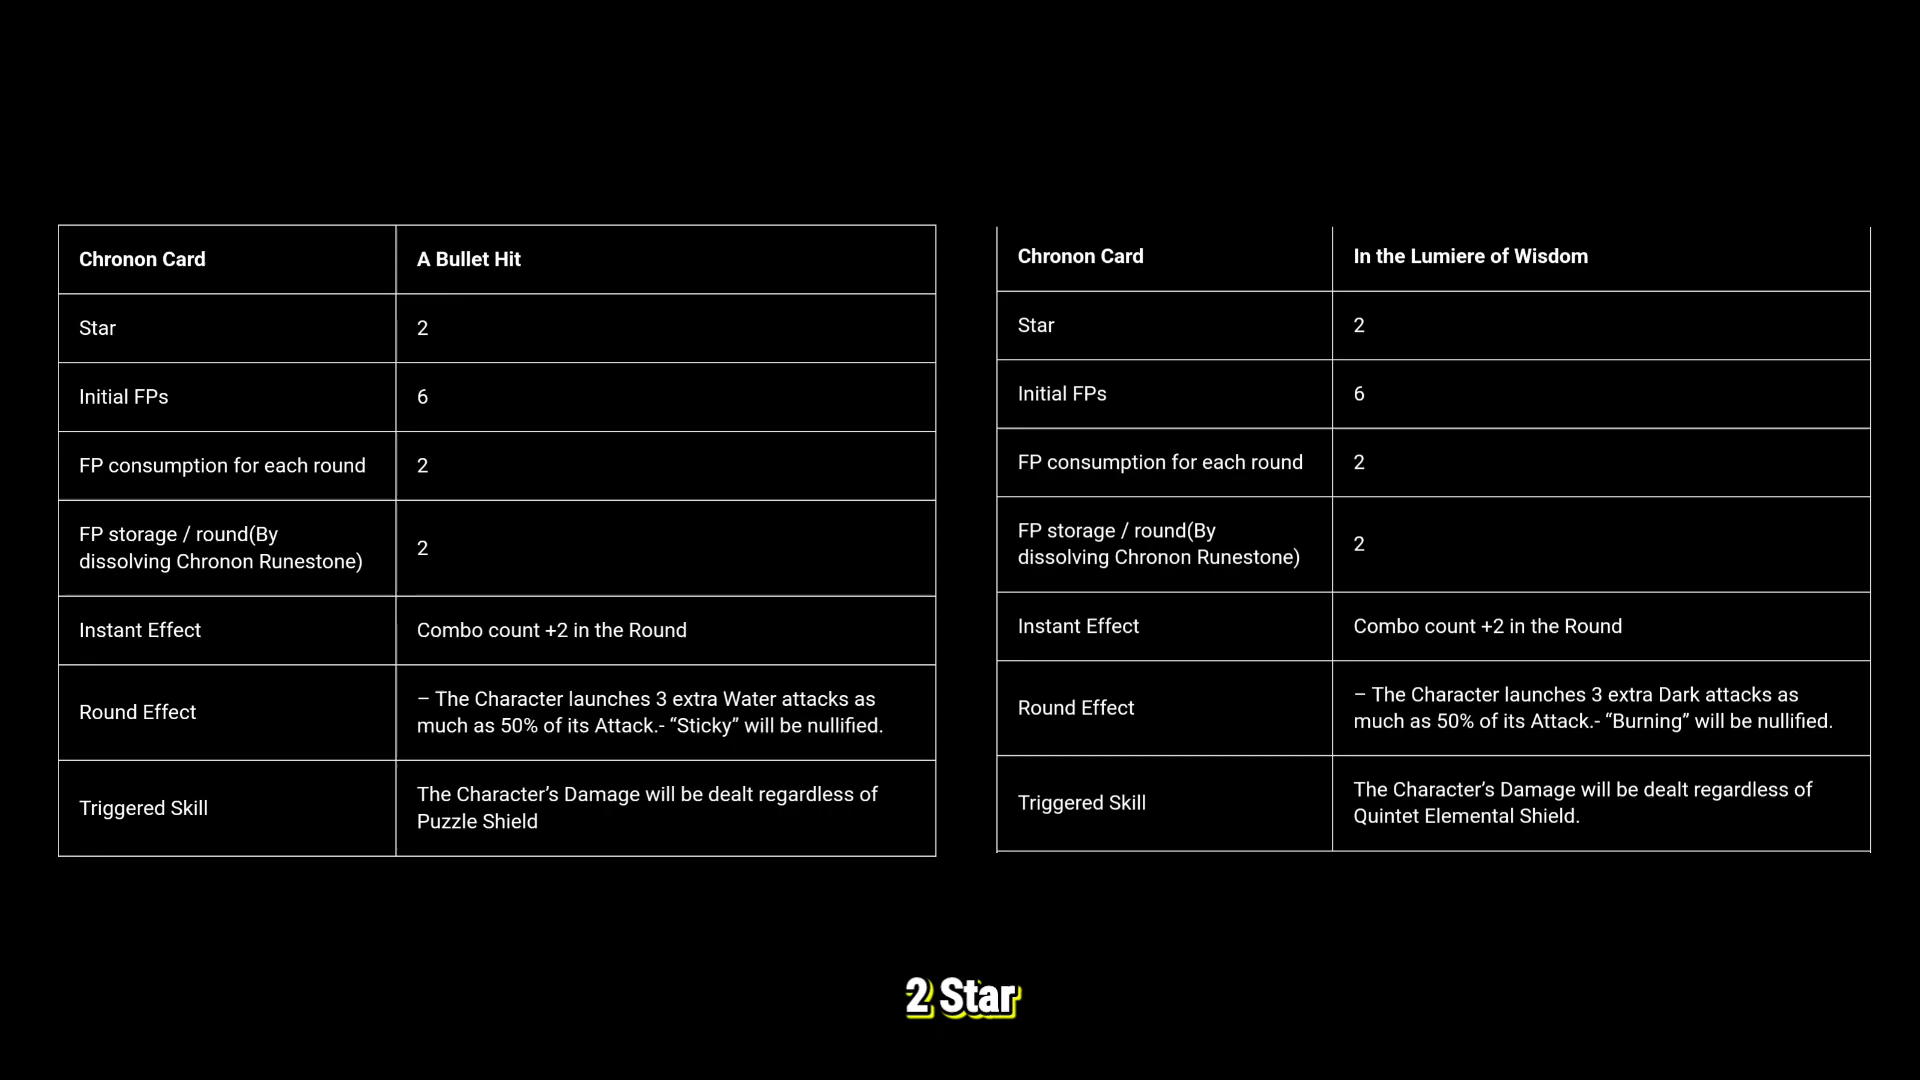 Chronon Card
A Bullet Hit
Star
2
Initial FPs
6
FP consumption for each round
2
FP storage / round(By
dissolving Chronon Runestone)
2
Instant Effect
Combo count +2 in the Round
Round Effect
– The Character launches 3 extra Water attacks as
much as 50% of its Attack.- “Sticky” will be nullified.
Triggered Skill
The Character’s Damage will be dealt regardless of
Puzzle Shield
Chronon Card
In the Lumiere of Wisdom
Star
2
Initial FPs
6
FP consumption for each round
2
FP storage / round(By
dissolving Chronon Runestone)
2
Instant Effect
Combo count +2 in the Round
Round Effect
– The Character launches 3 extra Dark attacks as
much as 50% of its Attack.- “Burning” will be nullified.
Triggered Skill
The Character’s Damage will be dealt regardless of
Quintet Elemental Shield.
2 Star